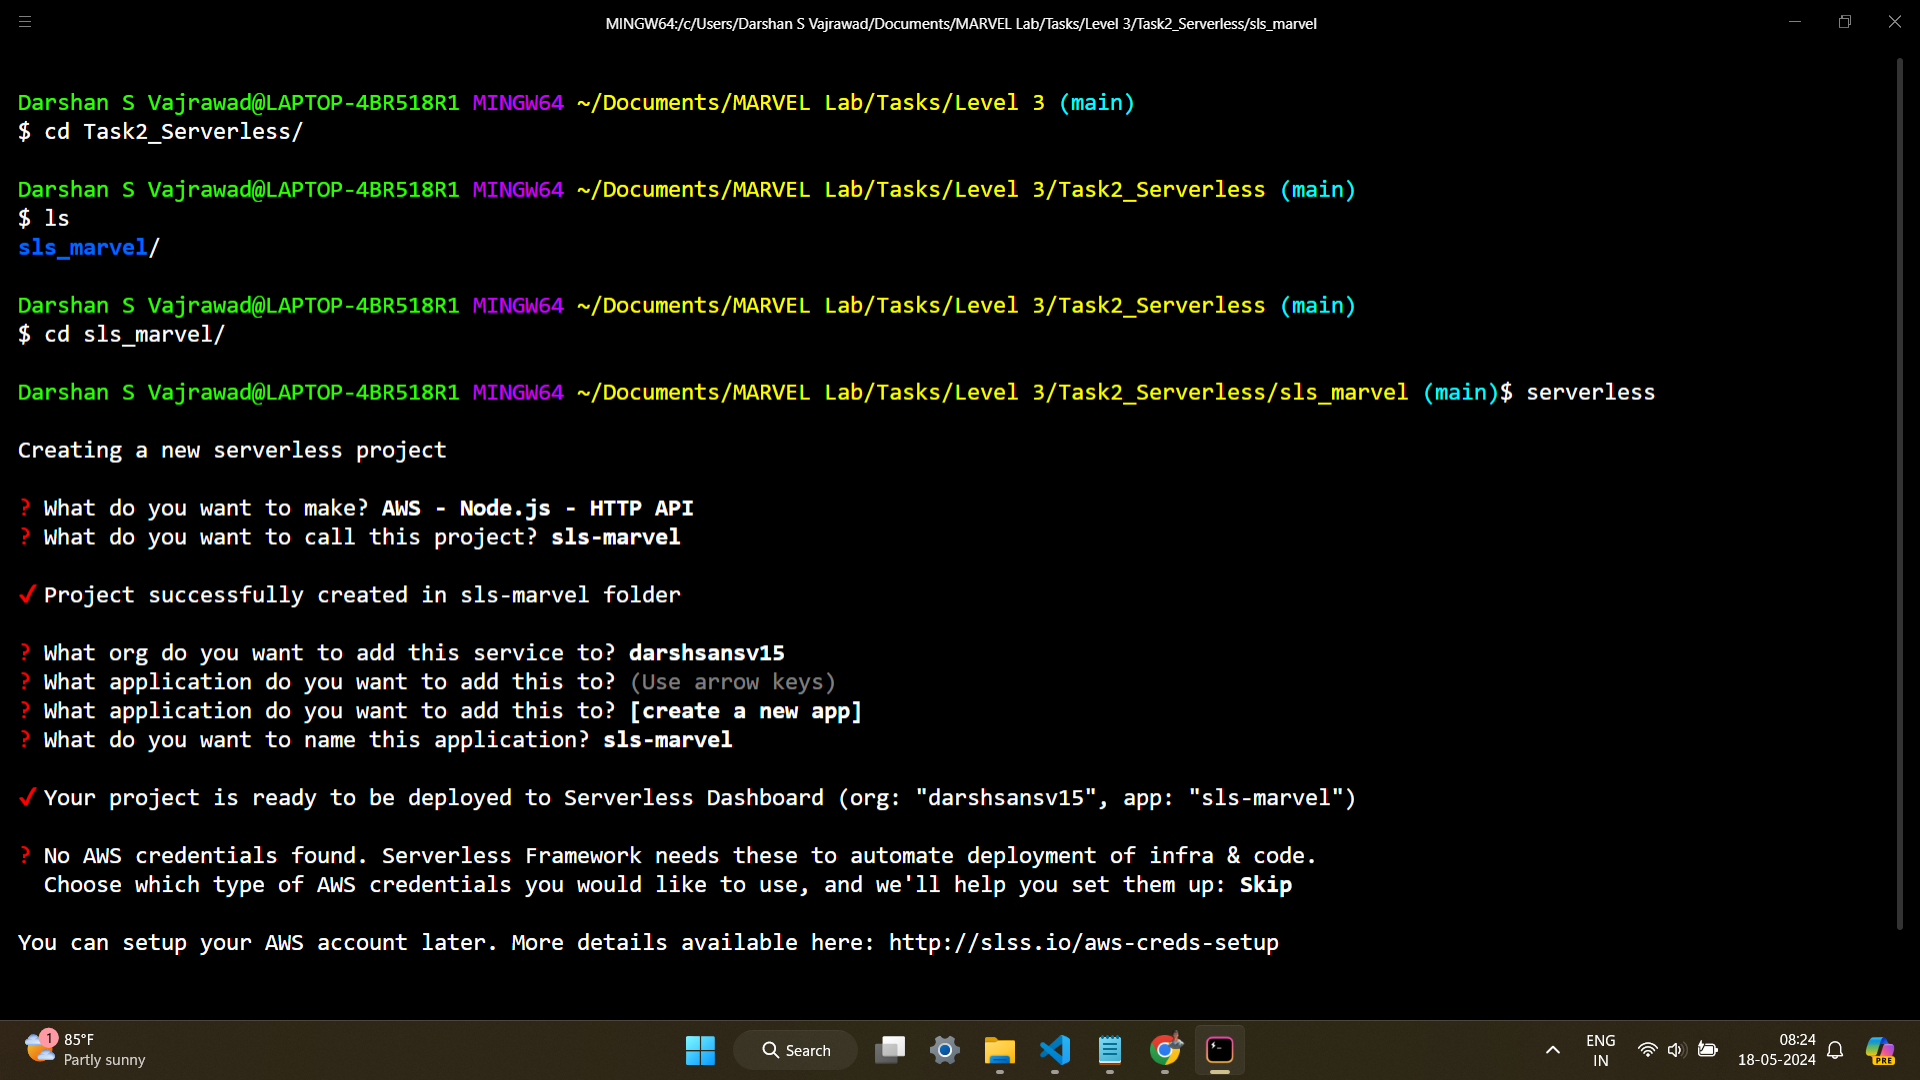 MINGW64:/c/Users/Darshan S Vajrawad/Documents/MARVEL Lab/Tasks/Level 3/Task2_Serverless/sls_marvel
Darshan S Vajrawad@LAPTOP-4BR518R1 MINGW64 ~/Documents/MARVEL Lab/Tasks/Level 3 (main)
$ cd Task2_Serverless/
Darshan S Vajrawad@LAPTOP-4BR518R1 MINGW64 ~/Documents/MARVEL Lab/Tasks/Level 3/Task2_Serverless (main)
$ ls
sls_marvel/
Darshan S Vajrawad@LAPTOP-4BR518R1 MINGW64 ~/Documents/MARVEL Lab/Tasks/Level 3/Task2_Serverless (main)
$ cd sls_marvel/
Darshan S Vajrawad@LAPTOP-4BR518R1 MINGW64 ~/Documents/MARVEL Lab/Tasks/Level 3/Task2_Serverless/sls_marvel (main)$ serverless
Creating a new serverless project
? What do you want to make? AWS - Node.js - HTTP API
? What do you want to call this project? sls-marvel
✓ Project successfully created in sls-marvel folder
? What org do you want to add this service to? darshsansv15
? What application do you want to add this to? (Use arrow keys)
? What application do you want to add this to? [create a new app]
? What do you want to name this application? sls-marvel
✓ Your project is ready to be deployed to Serverless Dashboard (org: "darshsansv15", app: "sls-marvel")
? No AWS credentials found. Serverless Framework needs these to automate deployment of infra & code.
Choose which type of AWS credentials you would like to use, and we'll help you set them up: Skip
You can setup your AWS account later. More details available here: http://slss.io/aws-creds-setup
1
85°F
Partly sunny
Search
ENG
IN
08:24
18-05-2024
PRE